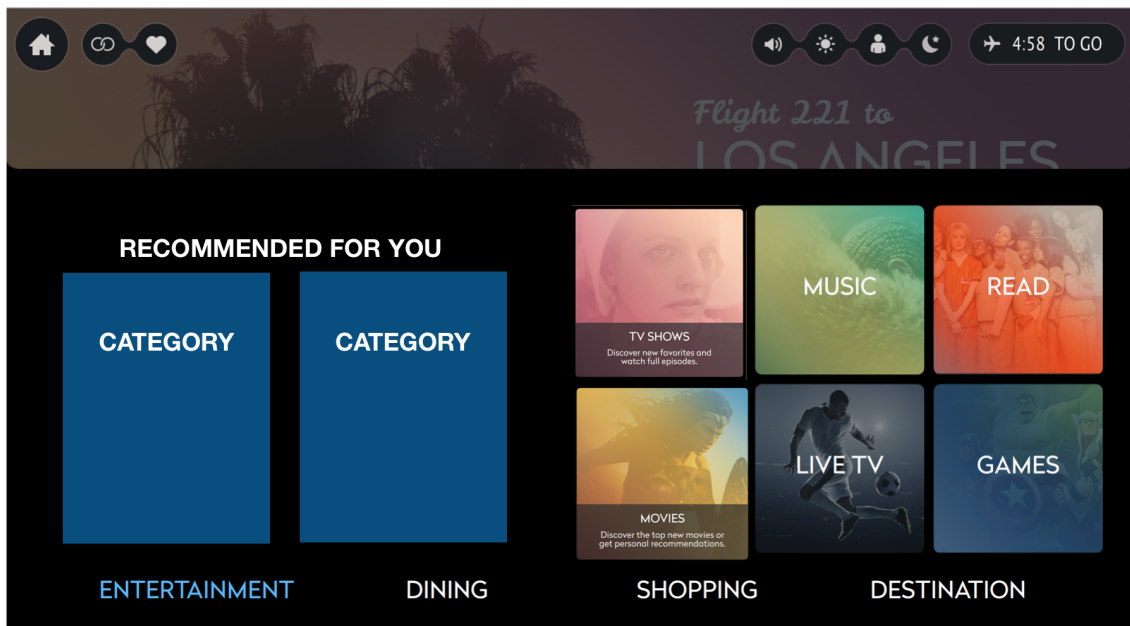 4:58 TO GO
Flight 221 to
LOS ANGELES
RECOMMENDED FOR YOU
CATEGORY
CATEGORY
TV SHOWS
Discover new favorites and
watch full episodes.
MUSIC
READ
MOVIES
Discover the top new movies or
get personal recommendations.
LIVE TV
GAMES
ENTERTAINMENT
DINING
SHOPPING
DESTINATION